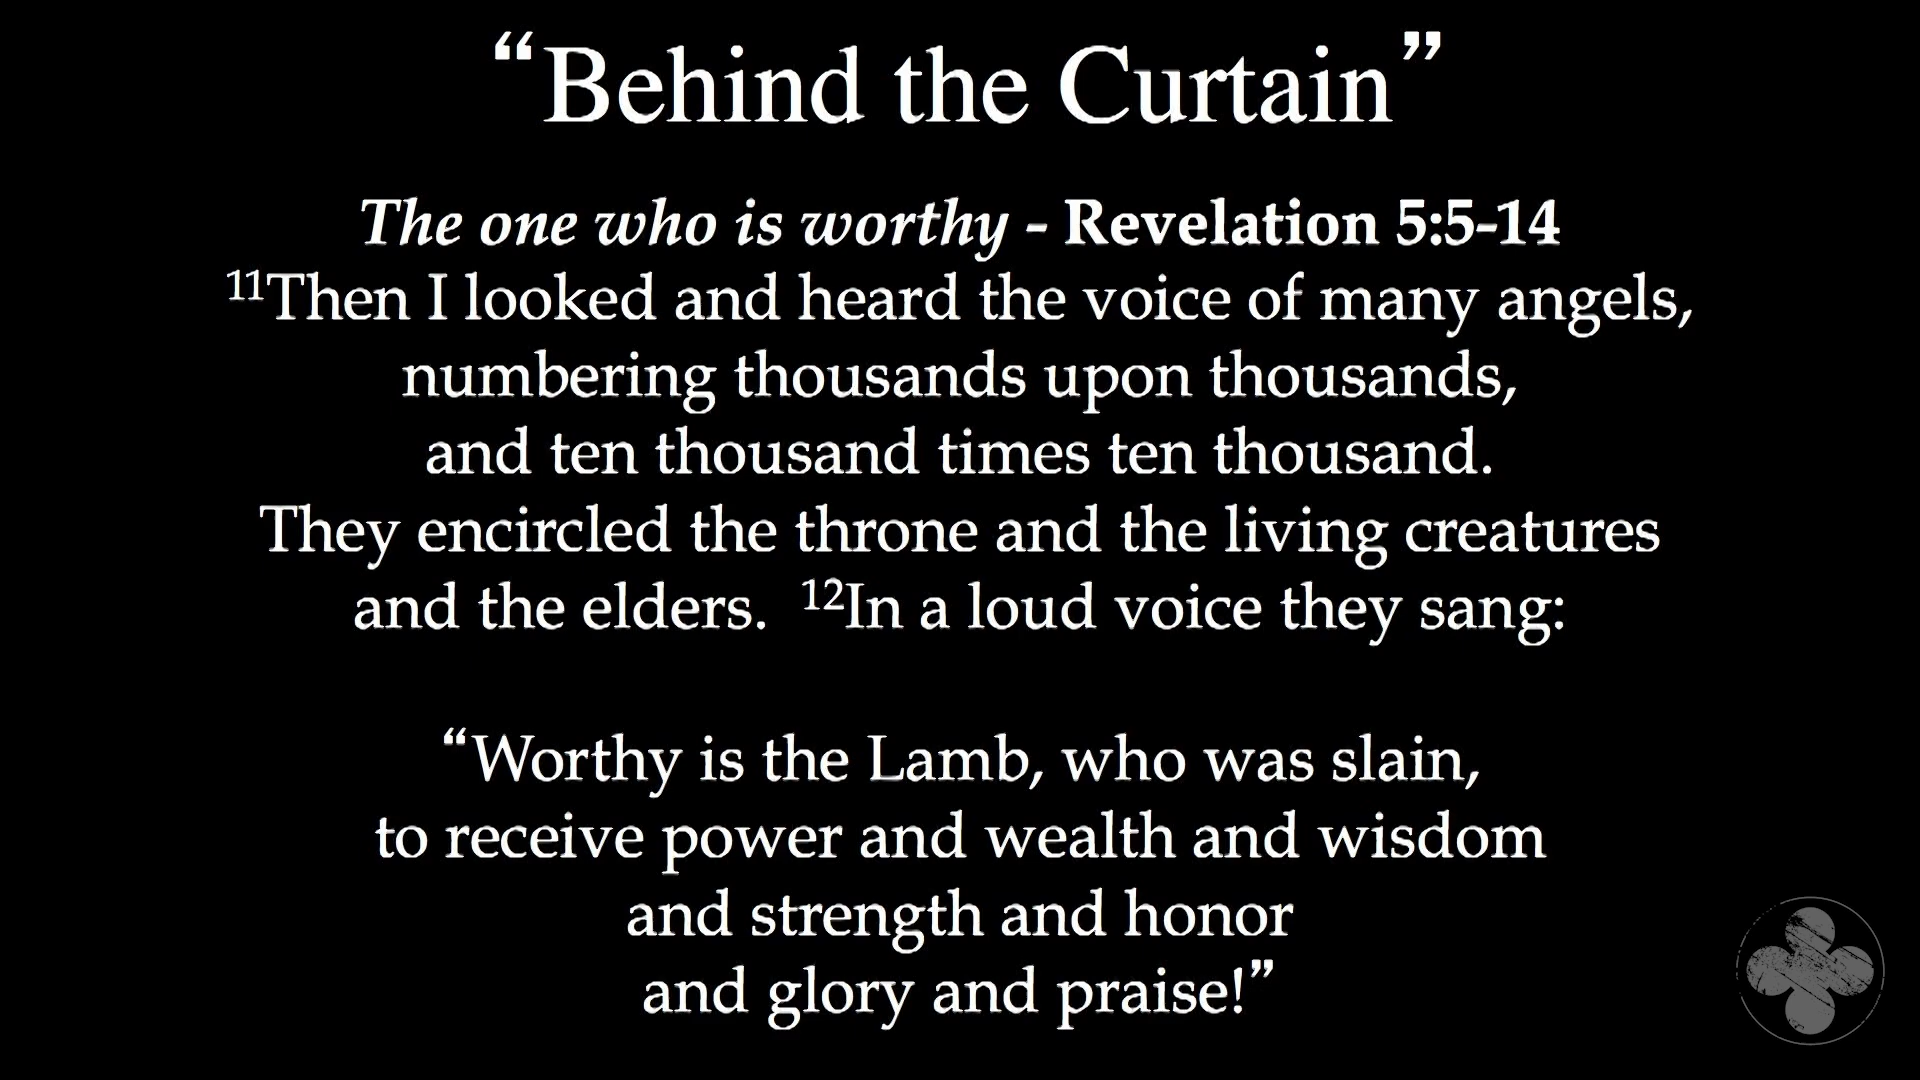 “Behind the Curtain”
The one who is worthy - Revelation 5:5-14
¹¹Then I looked and heard the voice of many angels,
numbering thousands upon thousands,
and ten thousand times ten thousand.
They encircled the throne and the living creatures
and the elders.  ¹²In a loud voice they sang:
“Worthy is the Lamb, who was slain,
to receive power and wealth and wisdom
and strength and honor
and glory and praise!”